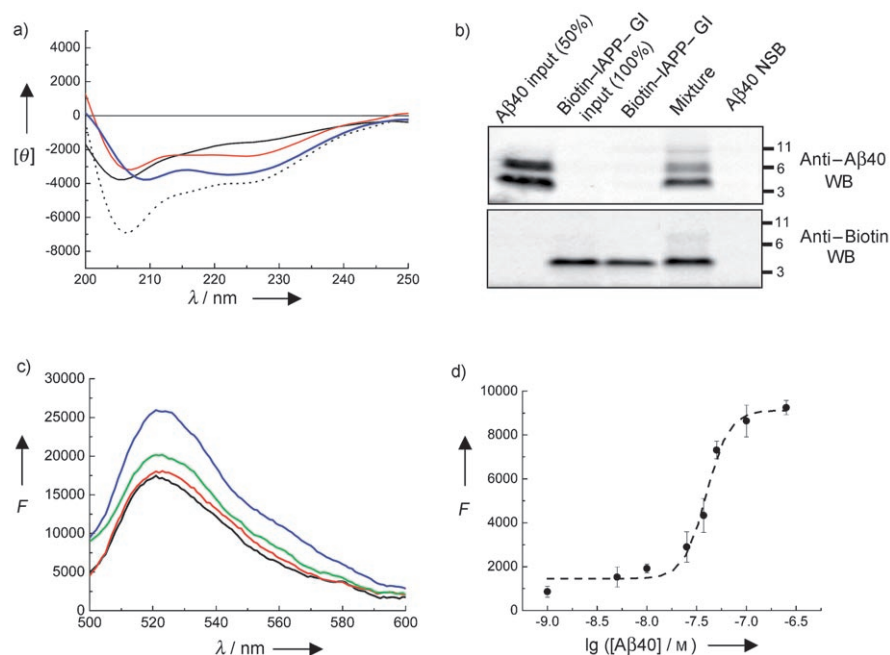 a)
4000
2000
0
-2000
-4000
-6000
-8000
[θ]
200 210 220 230 240 250
λ / nm
b)
Aβ40 input (50%)
Biotin–IAPP–GI
input (100%)
Biotin–IAPP–GI
Mixture
Aβ40 NSB
11
6
3
Anti–Aβ40
WB
11
6
3
Anti–Biotin
WB
c)
30000
25000
20000
15000
10000
5000
0
F
500 520 540 560 580 600
λ / nm
d)
10000
8000
6000
4000
2000
0
F
-9.0 -8.5 -8.0 -7.5 -7.0 -6.5
lg ([Aβ40] / M)